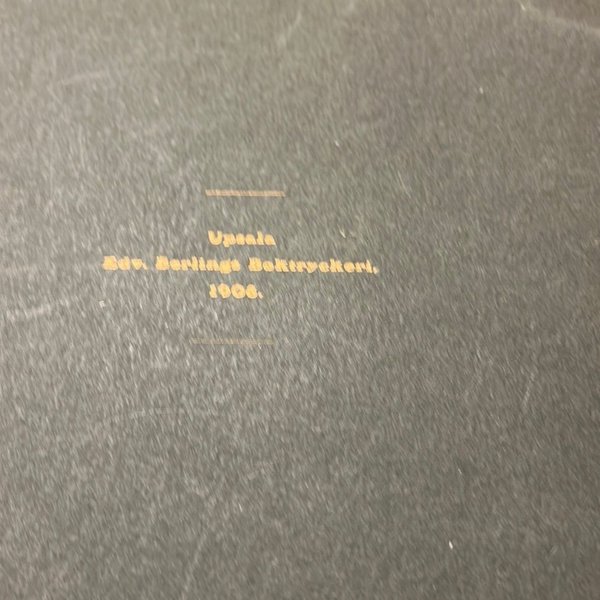 Upsala
Edv. Berlings Boktryckeri,
1906.